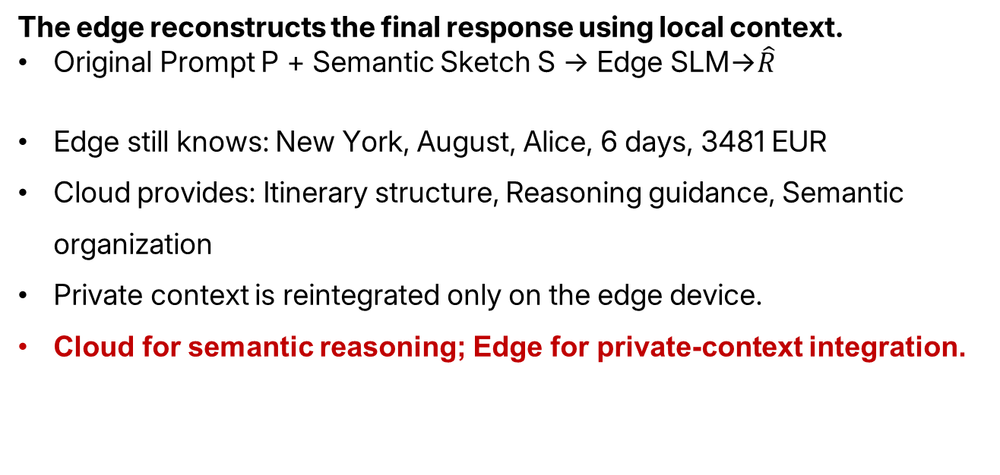 The edge reconstructs the final response using local context.
• Original Prompt P + Semantic Sketch S → Edge SLM→R̂
• Edge still knows: New York, August, Alice, 6 days, 3481 EUR
• Cloud provides: Itinerary structure, Reasoning guidance, Semantic
organization
• Private context is reintegrated only on the edge device.
• Cloud for semantic reasoning; Edge for private-context integration.